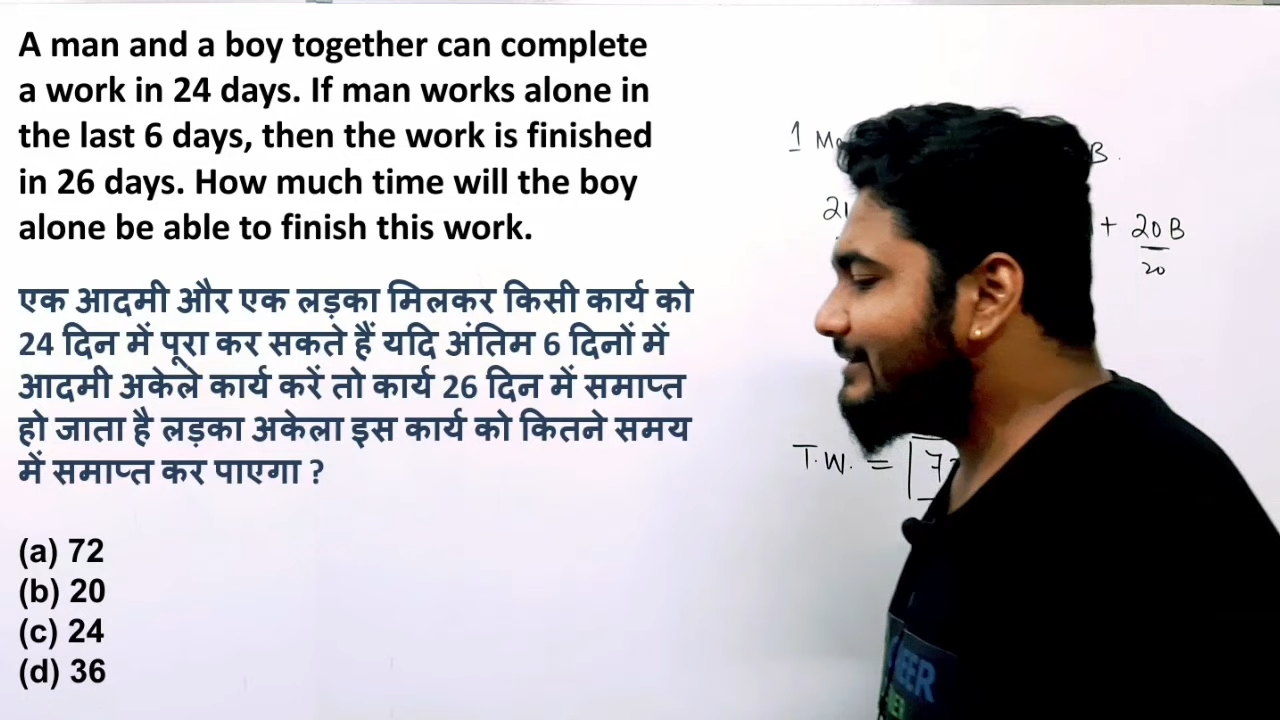 A man and a boy together can complete
a work in 24 days. If man works alone in
the last 6 days, then the work is finished
in 26 days. How much time will the boy
alone be able to finish this work.
एक आदमी और एक लड़का मिलकर किसी कार्य को
24 दिन में पूरा कर सकते हैं यदि अंतिम 6 दिनों में
आदमी अकेले कार्य करें तो कार्य 26 दिन में समाप्त
हो जाता है लड़का अकेला इस कार्य को कितने समय
में समाप्त कर पाएगा ?
(a) 72
(b) 20
(c) 24
(d) 36
1 B.
+ 20B
20
T.W. = 7
EER